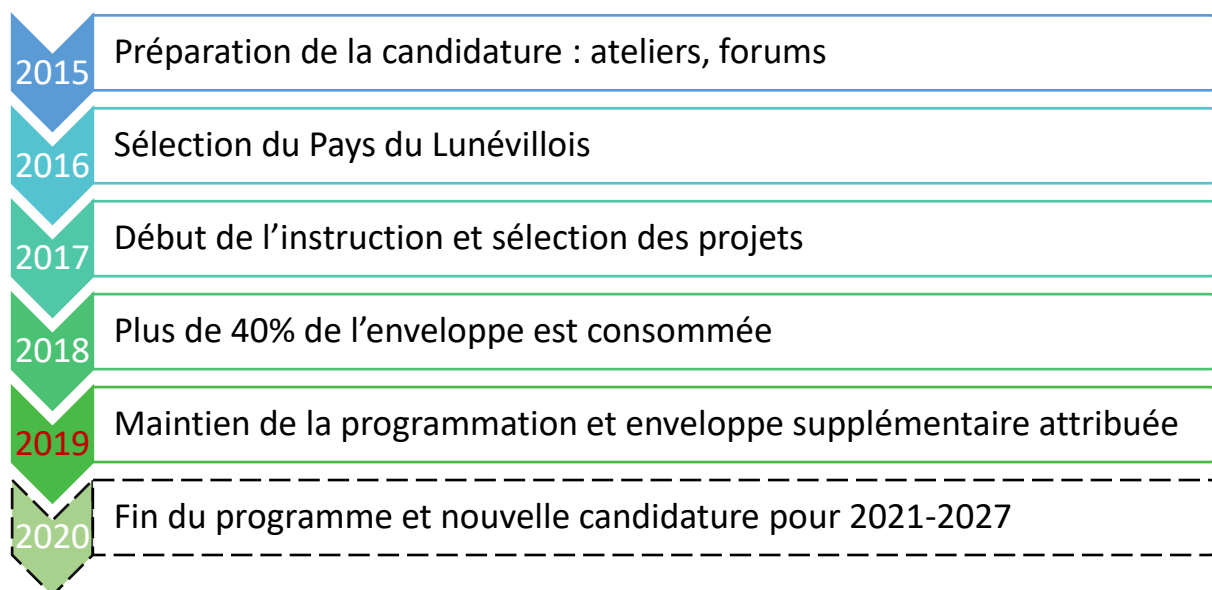 2015 Préparation de la candidature : ateliers, forums
2016 Sélection du Pays du Lunévillois
2017 Début de l’instruction et sélection des projets
2018 Plus de 40% de l’enveloppe est consommée
2019 Maintien de la programmation et enveloppe supplémentaire attribuée
2020 Fin du programme et nouvelle candidature pour 2021-2027